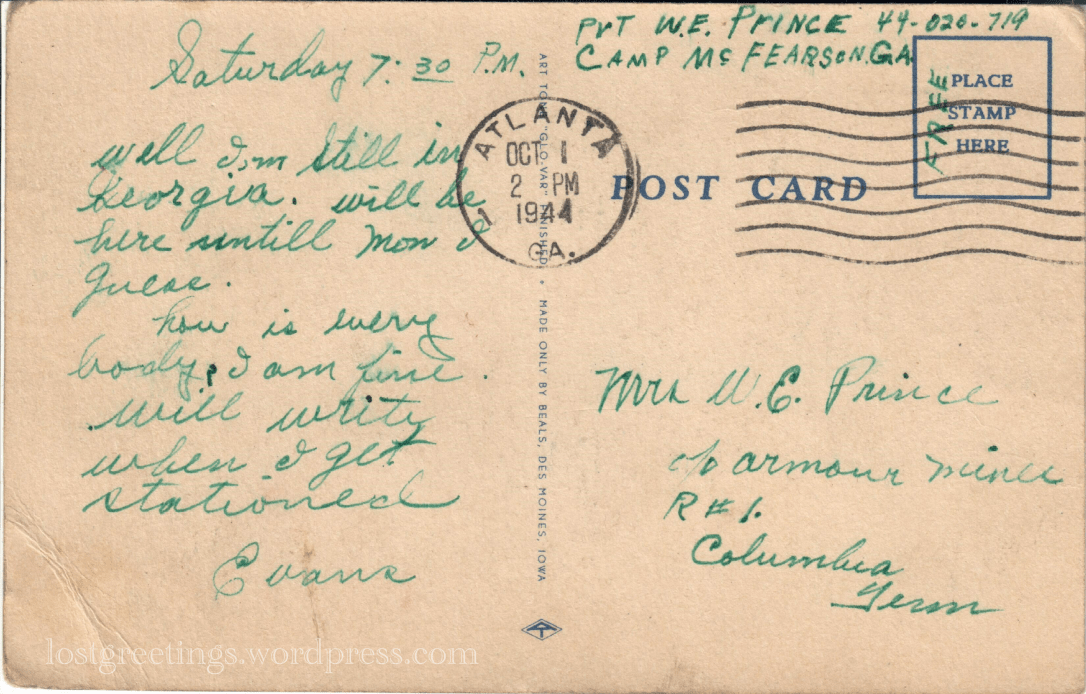 Saturday 7:30 P.M.
well I,m still in
Georgia. will be
here untill Mon I
guess.
how is every
body, I am fine.
will write
when I get
stationed
Evans
ART TONE "GLO-VAR" FINISHED. • MADE ONLY BY BEALS, DES MOINES, IOWA
PVT W.E. PRINCE 44-020-719
CAMP Mc FEARSON.GA.
FREE
PLACE
STAMP
HERE
ATLANTA
OCT 1
2 PM
1944
GA.
1
POST CARD
Mrs W.E. Prince
c/o armour mines
R#1.
Columbia
Tenn
lostgreetings.wordpress.com